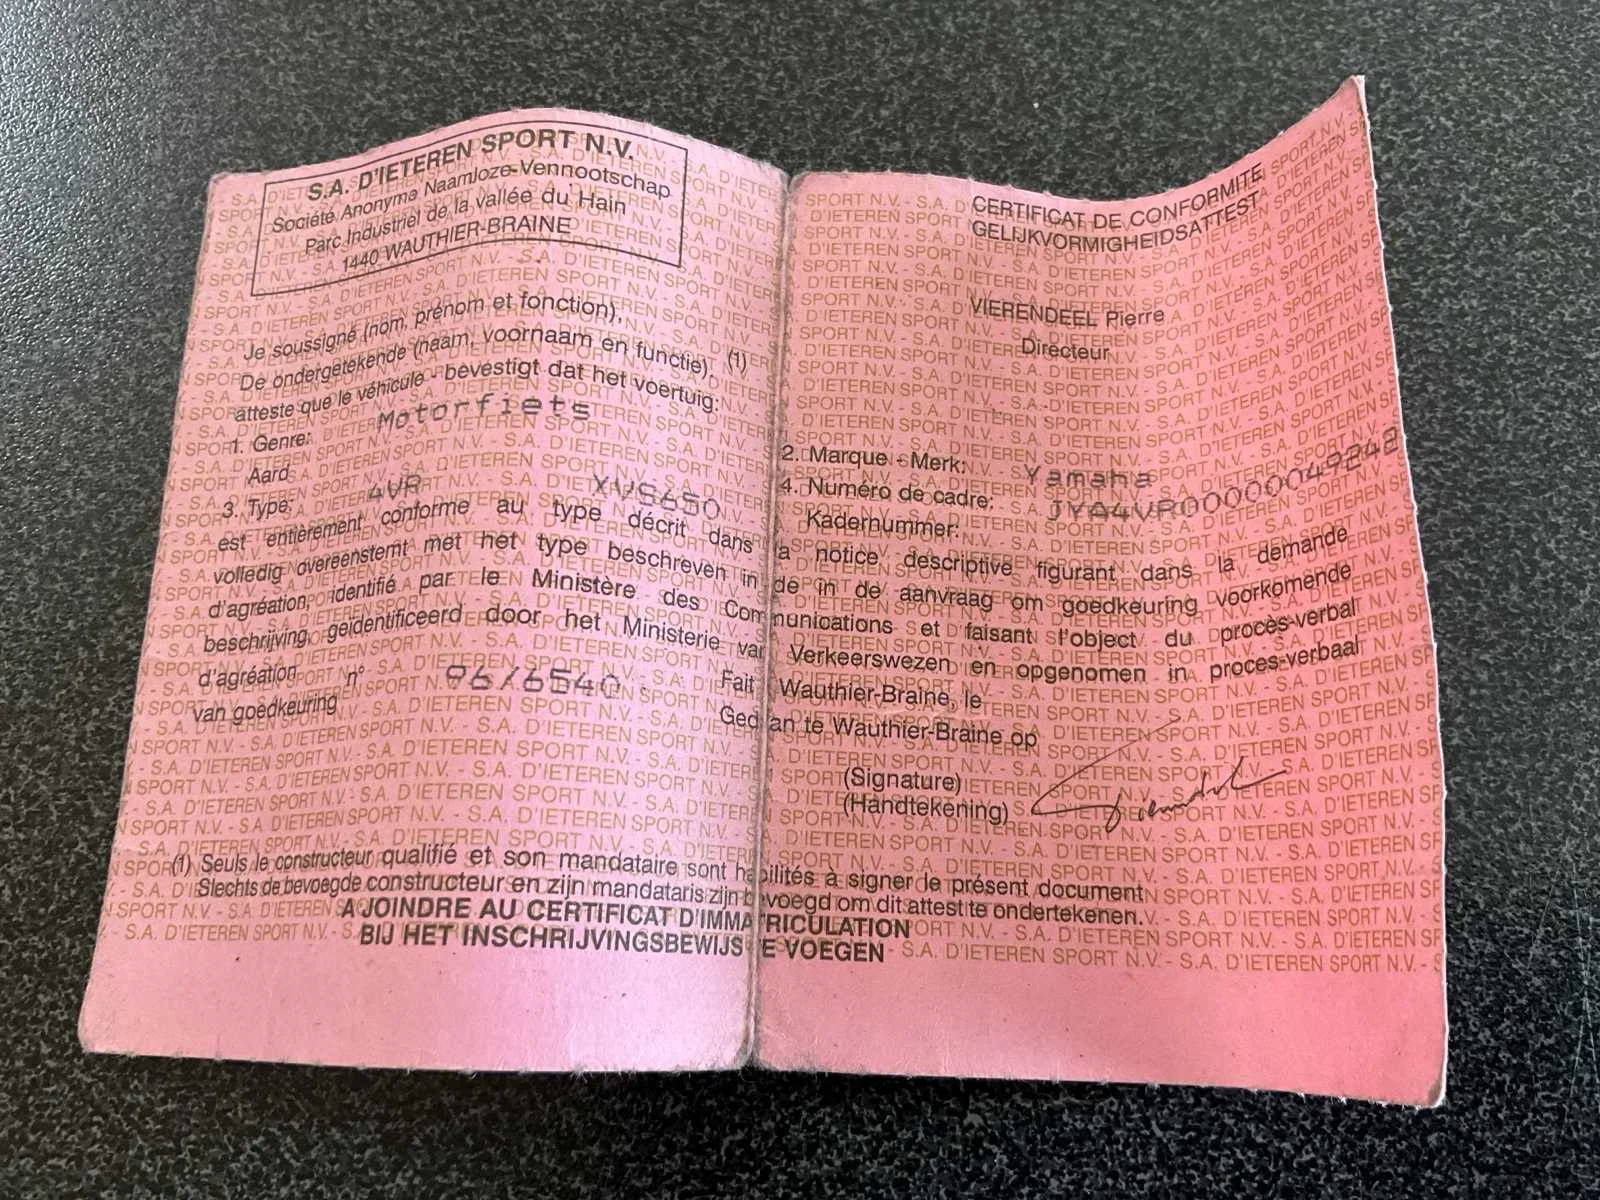 S.A. D'IETEREN SPORT N.V.
Société Anonyme Naamloze Vennootschap
Parc Industriel de la vallée du Hain
1440 WAUTHIER-BRAINE
CERTIFICAT DE CONFORMITE
GELIJKVORMIGHEIDSATTEST
Je soussigné (nom, prénom et fonction),
De ondergetekende (naam, voornaam en functie). (1)
VIERENDEEL Pierre
Directeur
atteste que le véhicule - bevestigt dat het voertuig:
1. Genre: Motorfiets
Aard
2. Marque - Merk: Yamaha
3. Type: 4VR XVS650
4. Numéro de cadre: JYA4VR0000049242
Kadernummer:
est entièrement conforme au type décrit dans la notice descriptive figurant dans la demande
volledig overeenstemt met het type beschreven in de in de aanvraag om goedkeuring voorkomende
d'agréation, identifié par le Ministère des Communications et faisant l'object du procès-verbal
beschrijving, geïdentificeerd door het Ministerie van Verkeerswezen en opgenomen in proces-verbaal
d'agréation n° 96/6540. Fait Wauthier-Braine, le
van goedkeuring Gedaan te Wauthier-Braine op
(Signature)
(Handtekening)
(1) Seuls le constructeur qualifié et son mandataire sont habilités à signer le présent document
Slechts de bevoegde constructeur en zijn mandataris zijn bevoegd om dit attest te ondertekenen.
A JOINDRE AU CERTIFICAT D'IMMATRICULATION
BIJ HET INSCHRIJVINGSBEWIJS TE VOEGEN